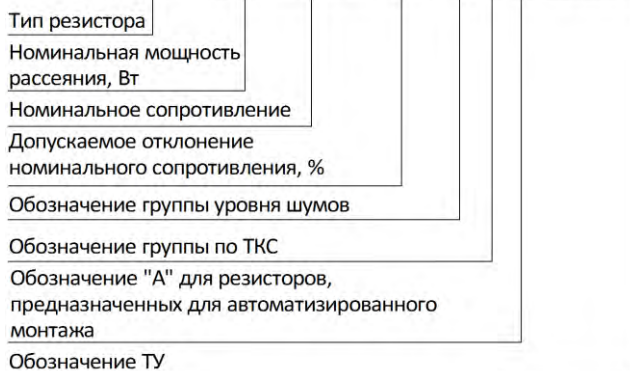 Тип резистора
Номинальная мощность
рассеяния, Вт
Номинальное сопротивление
Допускаемое отклонение
номинального сопротивления, %
Обозначение группы уровня шумов
Обозначение группы по ТКС
Обозначение "А" для резисторов,
предназначенных для автоматизированного
монтажа
Обозначение ТУ